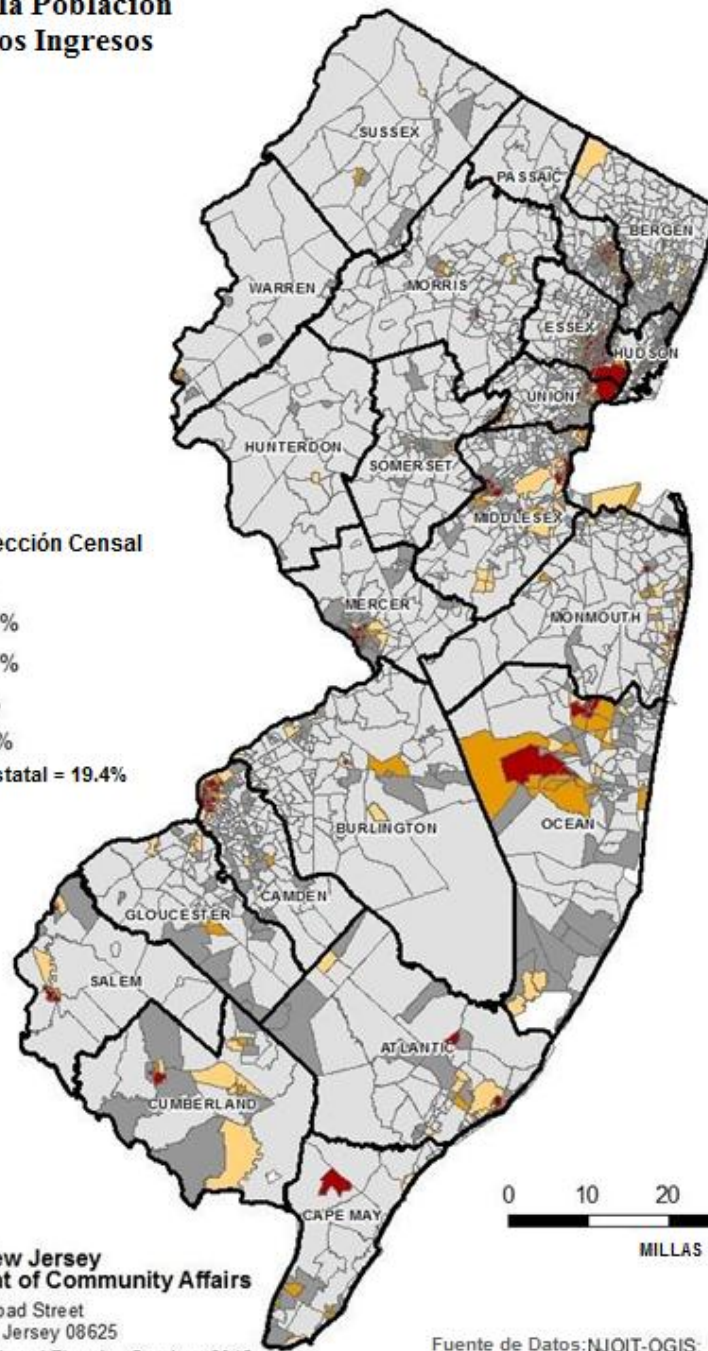 la Población
os Ingresos
SUSSEX
PASSAIC
BERGEN
WARREN
MORRIS
ESSEX
HUDSON
UNION
HUNTERDON
SOMERSET
MIDDLESEX
ección Censal
%
%
%
statal = 19.4%
MERCER
MONMOUTH
BURLINGTON
OCEAN
CAMDEN
GLOUCESTER
SALEM
ATLANTIC
CUMBERLAND
CAPE MAY
0 10 20
MILLAS
ew Jersey
t of Community Affairs
oad Street
Jersey 08625
Fuente de Datos:NJOIT-OGIS: